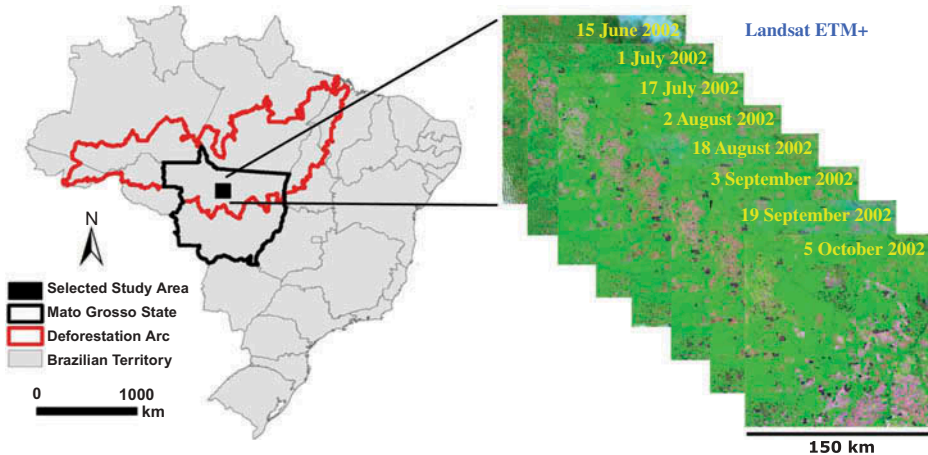 15 June 2002
Landsat ETM+
1 July 2002
17 July 2002
2 August 2002
18 August 2002
3 September 2002
19 September 2002
5 October 2002
N
Selected Study Area
Mato Grosso State
Deforestation Arc
Brazilian Territory
0 1000
km
150 km